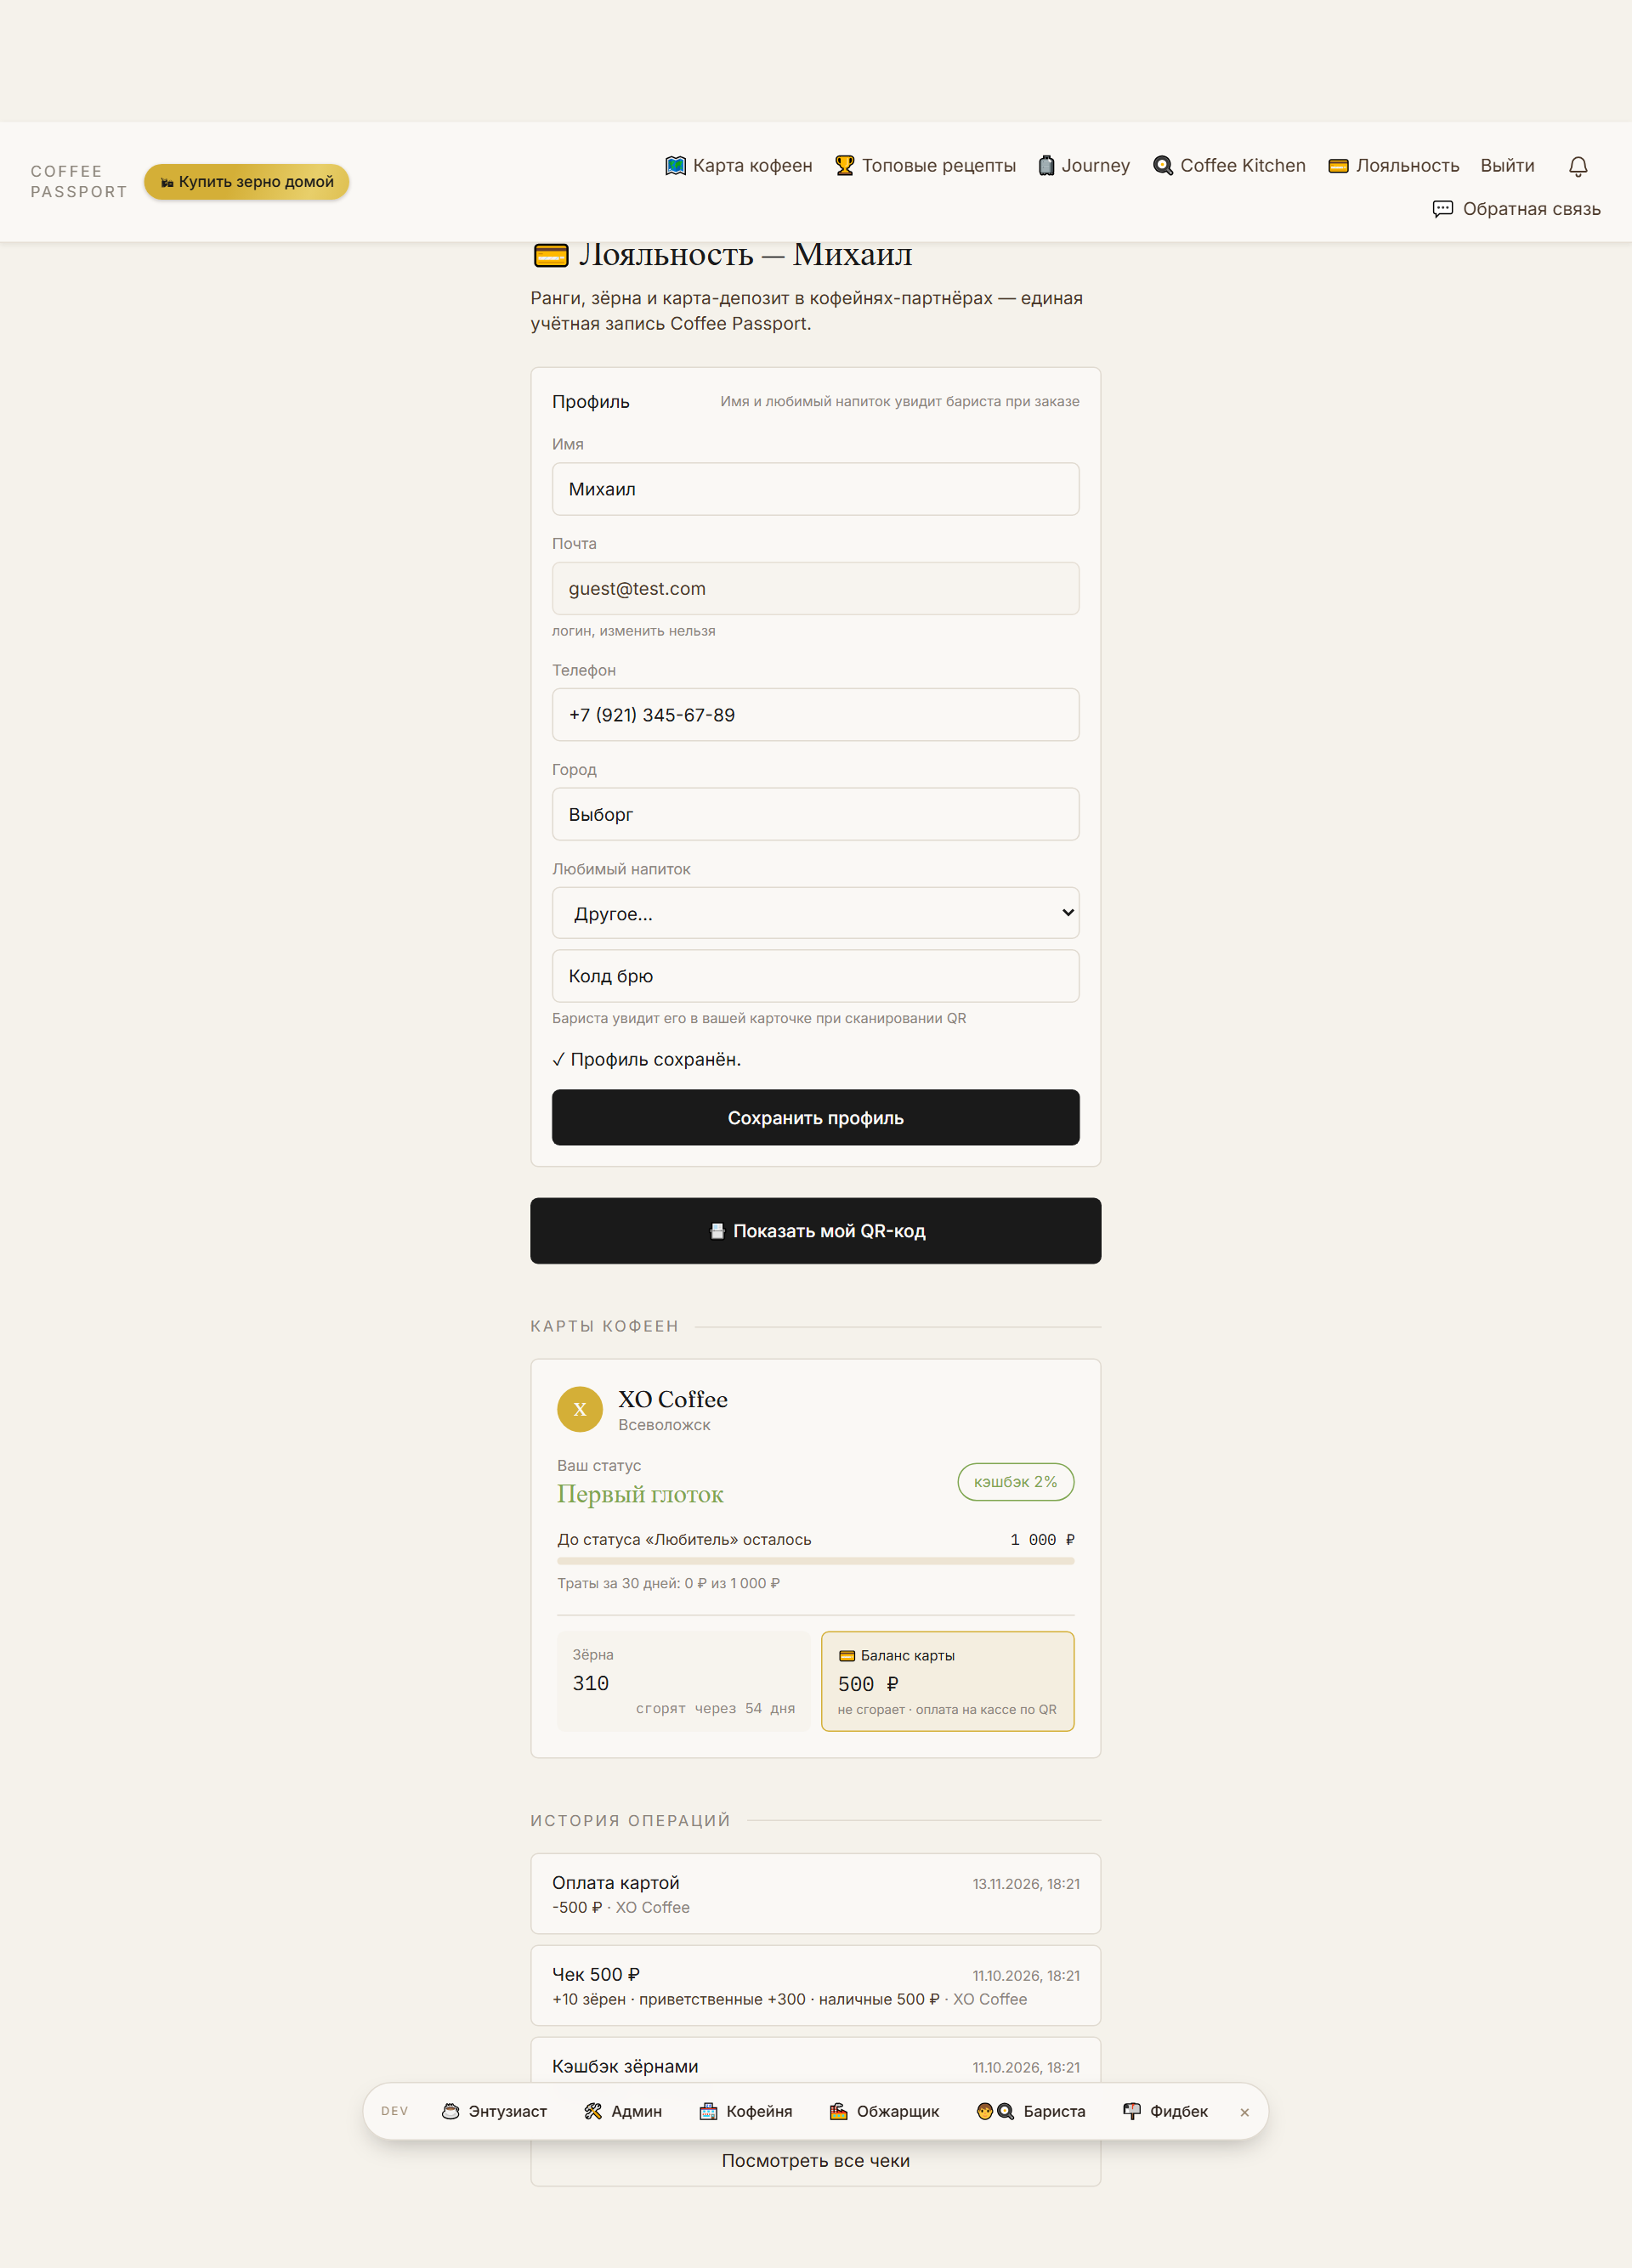 COFFEE
PASSPORT
Купить зерно домой
Карта кофеен
Топовые рецепты
Journey
Coffee Kitchen
Лояльность
Выйти
Обратная связь
Лояльность — Михаил
Ранги, зёрна и карта-депозит в кофейнях-партнёрах — единая
учётная запись Coffee Passport.
Профиль
Имя и любимый напиток увидит бариста при заказе
Имя
Михаил
Почта
guest@test.com
логин, изменить нельзя
Телефон
+7 (921) 345-67-89
Город
Выборг
Любимый напиток
Другое...
Колд брю
Бариста увидит его в вашей карточке при сканировании QR
✓ Профиль сохранён.
Сохранить профиль
Показать мой QR-код
КАРТЫ КОФЕЕН
X
XO Coffee
Всеволожск
Ваш статус
Первый глоток
кэшбэк 2%
До статуса «Любитель» осталось
1 000 ₽
Траты за 30 дней: 0 ₽ из 1 000 ₽
Зёрна
310
сгорят через 54 дня
Баланс карты
500 ₽
не сгорает · оплата на кассе по QR
ИСТОРИЯ ОПЕРАЦИЙ
Оплата картой
13.11.2026, 18:21
-500 ₽ · XO Coffee
Чек 500 ₽
11.10.2026, 18:21
+10 зёрен · приветственные +300 · наличные 500 ₽ · XO Coffee
Кэшбэк зёрнами
11.10.2026, 18:21
DEV
Энтузиаст
Админ
Кофейня
Обжарщик
Бариста
Фидбек
×
Посмотреть все чеки